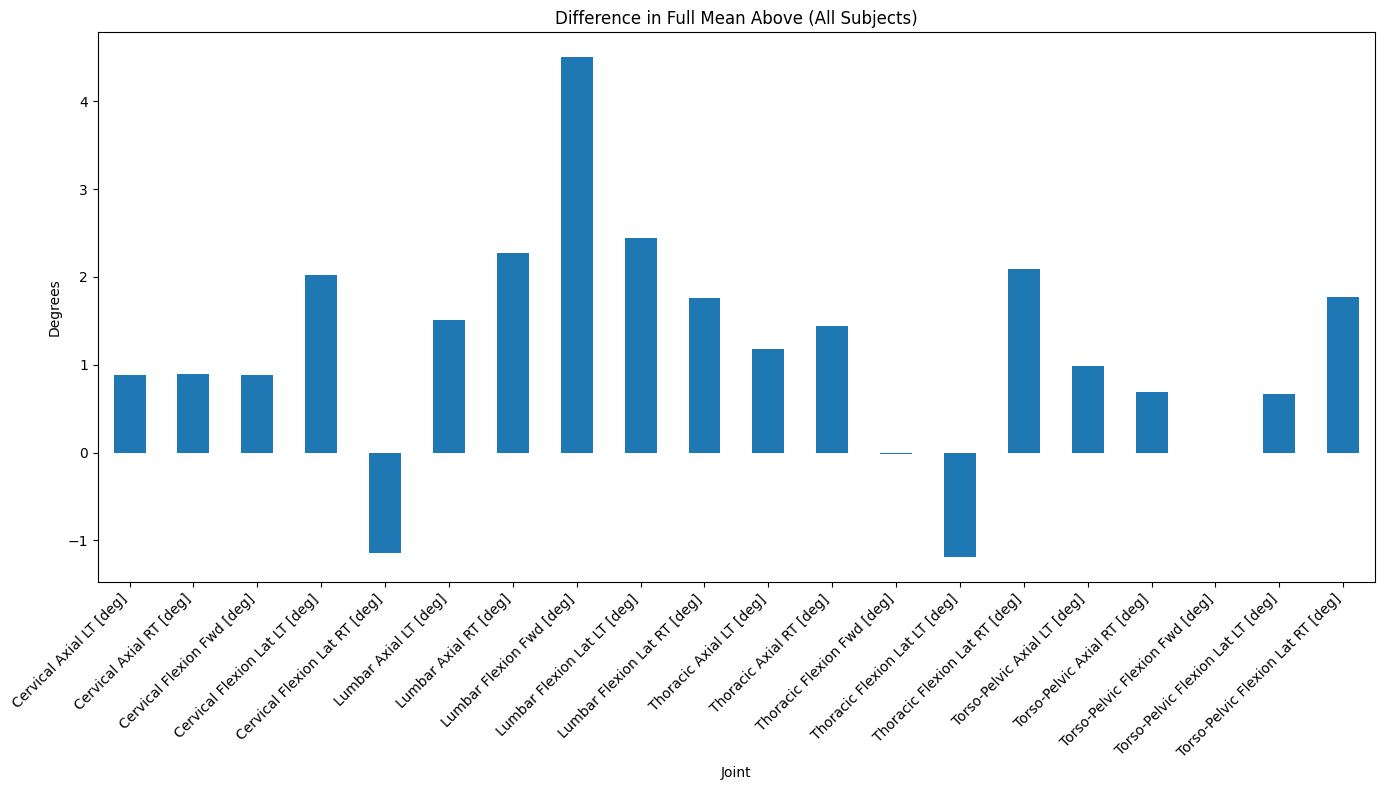 Difference in Full Mean Above (All Subjects)
4
3
2
1
0
−1
Degrees
Cervical Axial LT [deg]
Cervical Axial RT [deg]
Cervical Flexion Fwd [deg]
Cervical Flexion Lat LT [deg]
Cervical Flexion Lat RT [deg]
Lumbar Axial LT [deg]
Lumbar Axial RT [deg]
Lumbar Flexion Fwd [deg]
Lumbar Flexion Lat LT [deg]
Lumbar Flexion Lat RT [deg]
Thoracic Axial LT [deg]
Thoracic Axial RT [deg]
Thoracic Flexion Fwd [deg]
Thoracic Flexion Lat LT [deg]
Thoracic Flexion Lat RT [deg]
Torso-Pelvic Axial LT [deg]
Torso-Pelvic Axial RT [deg]
Torso-Pelvic Flexion Fwd [deg]
Torso-Pelvic Flexion Lat LT [deg]
Torso-Pelvic Flexion Lat RT [deg]
Joint